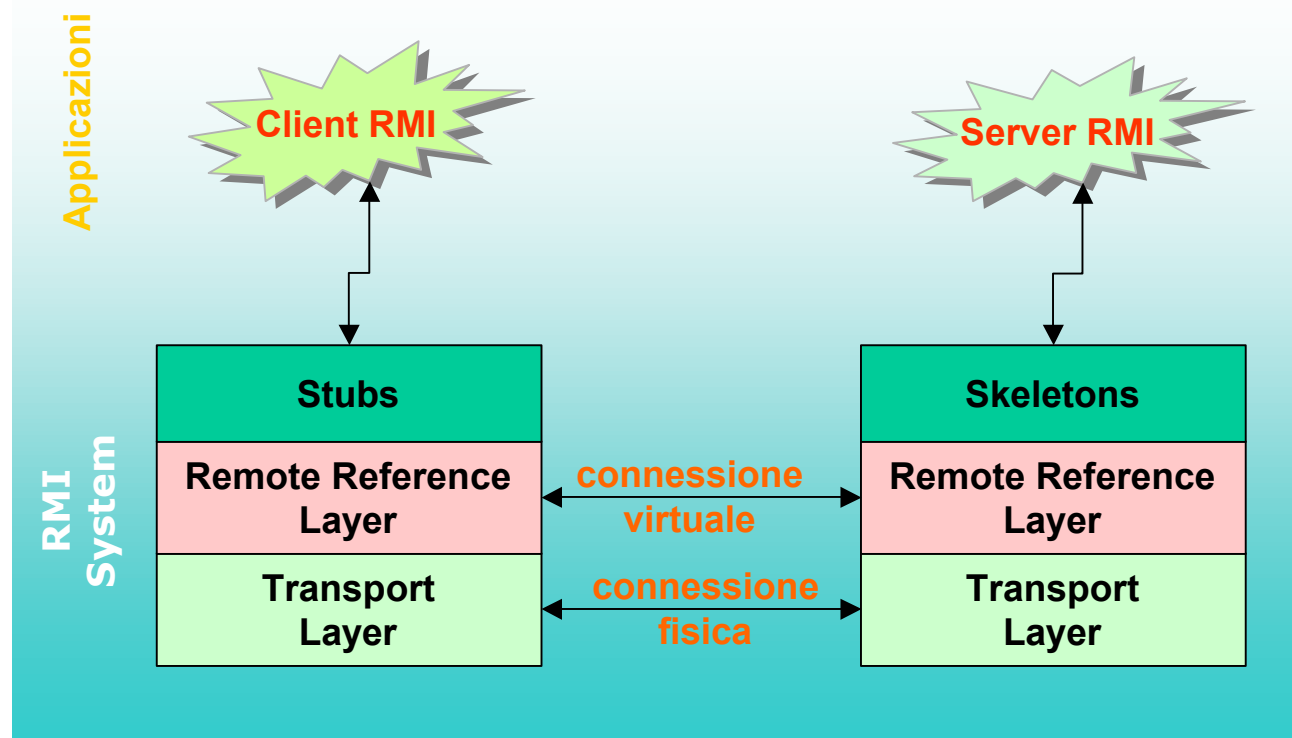 Applicazioni
Client RMI
Server RMI
RMI
System
Stubs
Skeletons
Remote Reference
Layer
connessione
virtuale
Remote Reference
Layer
Transport
Layer
connessione
fisica
Transport
Layer